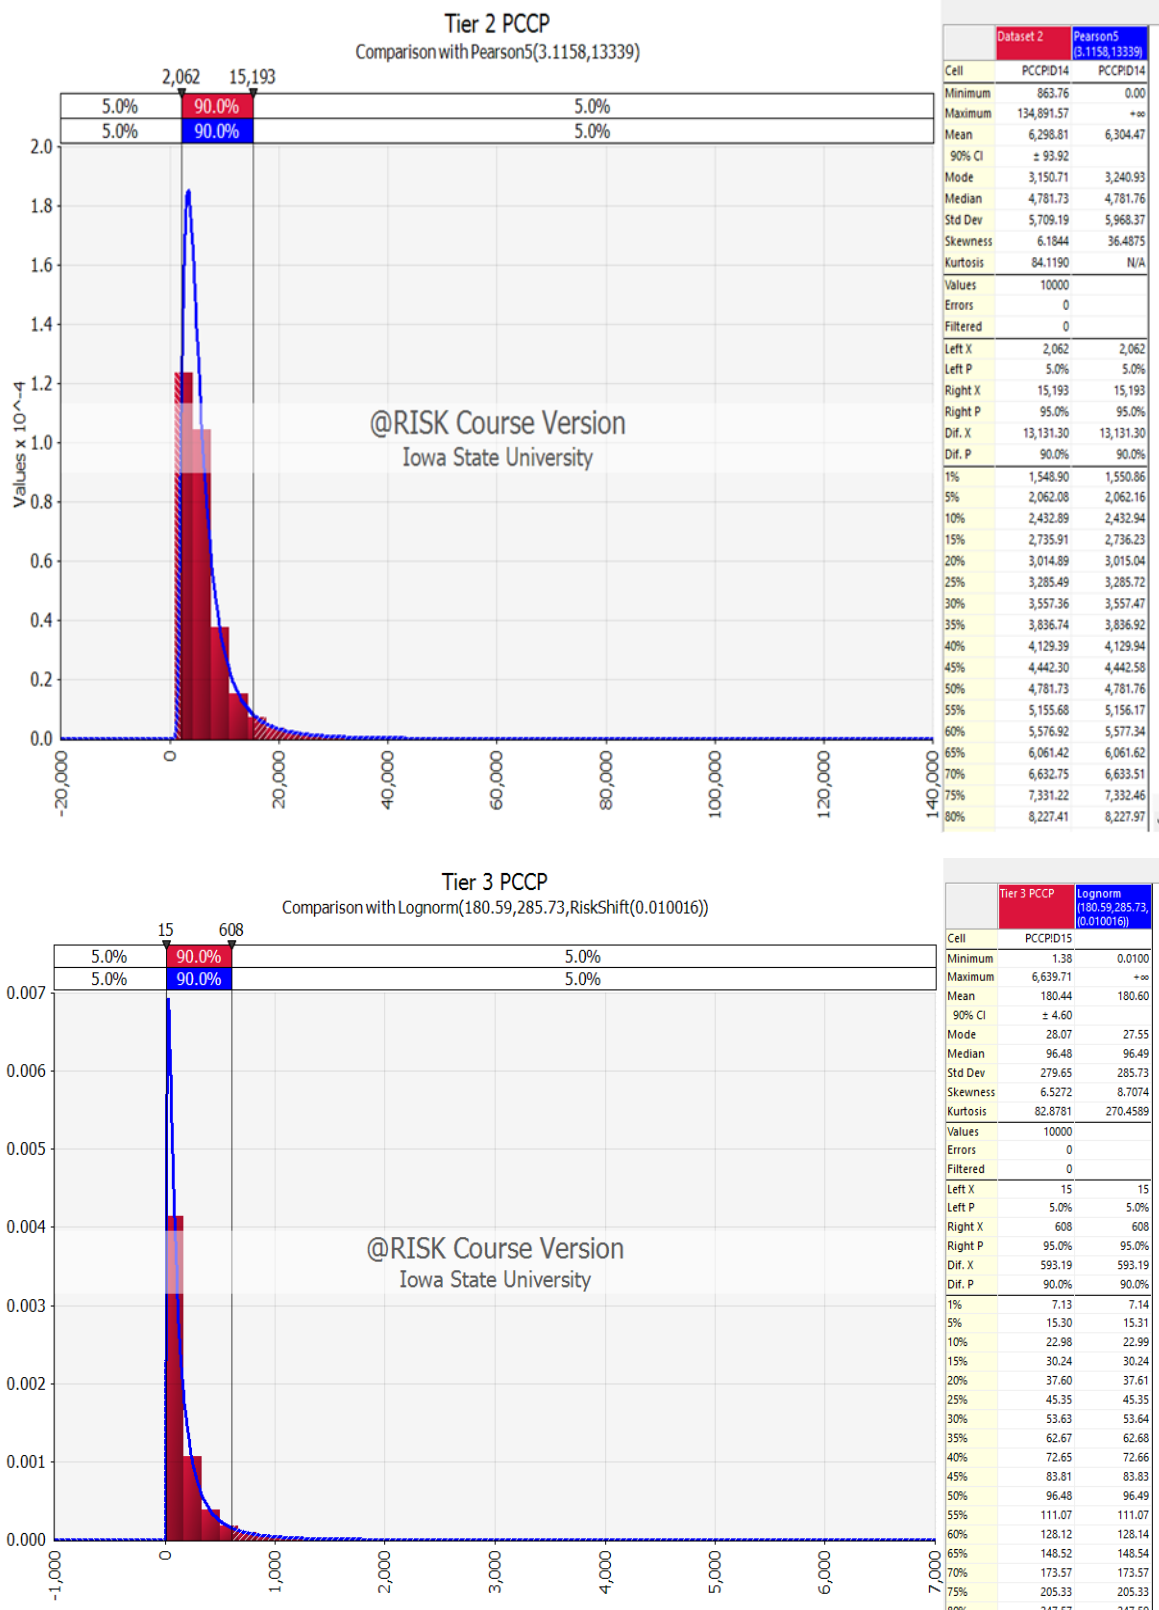 Tier 2 PCCP
Comparison with Pearson5(3.1158,13339)
2,062 15,193
5.0% 90.0% 5.0%
5.0% 90.0% 5.0%
2.0
1.8
1.6
1.4
1.2
1.0
0.8
0.6
0.4
0.2
0.0
Values x 10^-4
@RISK Course Version
Iowa State University
-20,000 0 20,000 40,000 60,000 80,000 100,000 120,000 140,000
Dataset 2 Pearson5
(3.1158,13339)
Cell PCCP!D14 PCCP!D14
Minimum 863.76 0.00
Maximum 134,891.57 +∞
Mean 6,298.81 6,304.47
90% CI ± 93.92
Mode 3,150.71 3,240.93
Median 4,781.73 4,781.76
Std Dev 5,709.19 5,968.37
Skewness 6.1844 36.4875
Kurtosis 84.1190 N/A
Values 10000
Errors 0
Filtered 0
Left X 2,062 2,062
Left P 5.0% 5.0%
Right X 15,193 15,193
Right P 95.0% 95.0%
Dif. X 13,131.30 13,131.30
Dif. P 90.0% 90.0%
1% 1,548.90 1,550.86
5% 2,062.08 2,062.16
10% 2,432.89 2,432.94
15% 2,735.91 2,736.23
20% 3,014.89 3,015.04
25% 3,285.49 3,285.72
30% 3,557.36 3,557.47
35% 3,836.74 3,836.92
40% 4,129.39 4,129.94
45% 4,442.30 4,442.58
50% 4,781.73 4,781.76
55% 5,155.68 5,156.17
60% 5,576.92 5,577.34
65% 6,061.42 6,061.62
70% 6,632.75 6,633.51
75% 7,331.22 7,332.46
80% 8,227.41 8,227.97
Tier 3 PCCP
Comparison with Lognorm(180.59,285.73,RiskShift(0.010016))
15 608
5.0% 90.0% 5.0%
5.0% 90.0% 5.0%
0.007
0.006
0.005
0.004
0.003
0.002
0.001
0.000
@RISK Course Version
Iowa State University
-1,000 0 1,000 2,000 3,000 4,000 5,000 6,000 7,000
Tier 3 PCCP Lognorm
(180.59,285.73,
(0.010016))
Cell PCCP!D15
Minimum 1.38 0.0100
Maximum 6,639.71 +∞
Mean 180.44 180.60
90% CI ± 4.60
Mode 28.07 27.55
Median 96.48 96.49
Std Dev 279.65 285.73
Skewness 6.5272 8.7074
Kurtosis 82.8781 270.4589
Values 10000
Errors 0
Filtered 0
Left X 15 15
Left P 5.0% 5.0%
Right X 608 608
Right P 95.0% 95.0%
Dif. X 593.19 593.19
Dif. P 90.0% 90.0%
1% 7.13 7.14
5% 15.30 15.31
10% 22.98 22.99
15% 30.24 30.24
20% 37.60 37.61
25% 45.35 45.35
30% 53.63 53.64
35% 62.67 62.68
40% 72.65 72.66
45% 83.81 83.83
50% 96.48 96.49
55% 111.07 111.07
60% 128.12 128.14
65% 148.52 148.54
70% 173.57 173.57
75% 205.33 205.33